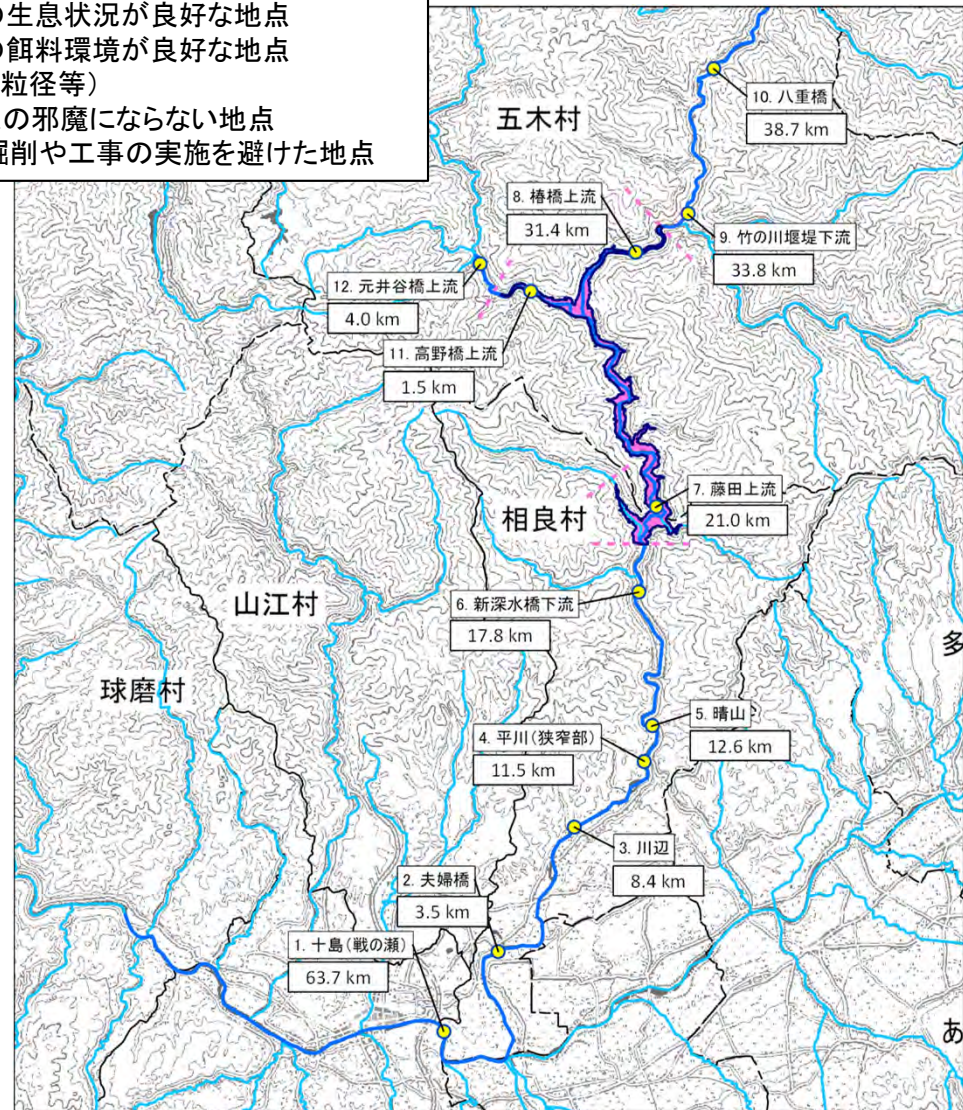 の生息状況が良好な地点
の餌料環境が良好な地点
粒径等）
の邪魔にならない地点
掘削や工事の実施を避けた地点
10. 八重橋
38.7 km
五木村
8. 椿橋上流
31.4 km
9. 竹の川堰堤下流
33.8 km
12. 元井谷橋上流
4.0 km
11. 高野橋上流
1.5 km
7. 藤田上流
21.0 km
相良村
6. 新深水橋下流
17.8 km
山江村
多
球磨村
5. 晴山
12.6 km
4. 平川（狭窄部）
11.5 km
3. 川辺
8.4 km
2. 夫婦橋
3.5 km
1. 十島（戦の瀬）
63.7 km
あ